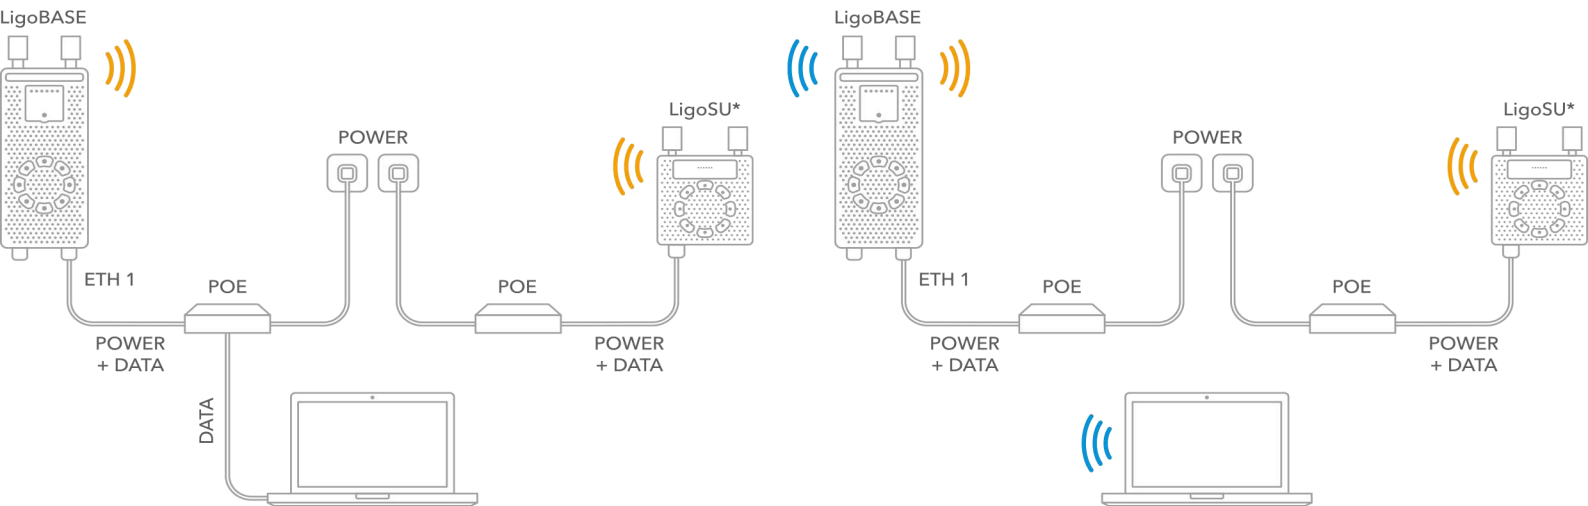 LigoBASE
LigoSU*
POWER
ETH 1
POE
POE
POWER
+ DATA
POWER
+ DATA
DATA
LigoBASE
LigoSU*
POWER
ETH 1
POE
POE
POWER
+ DATA
POWER
+ DATA